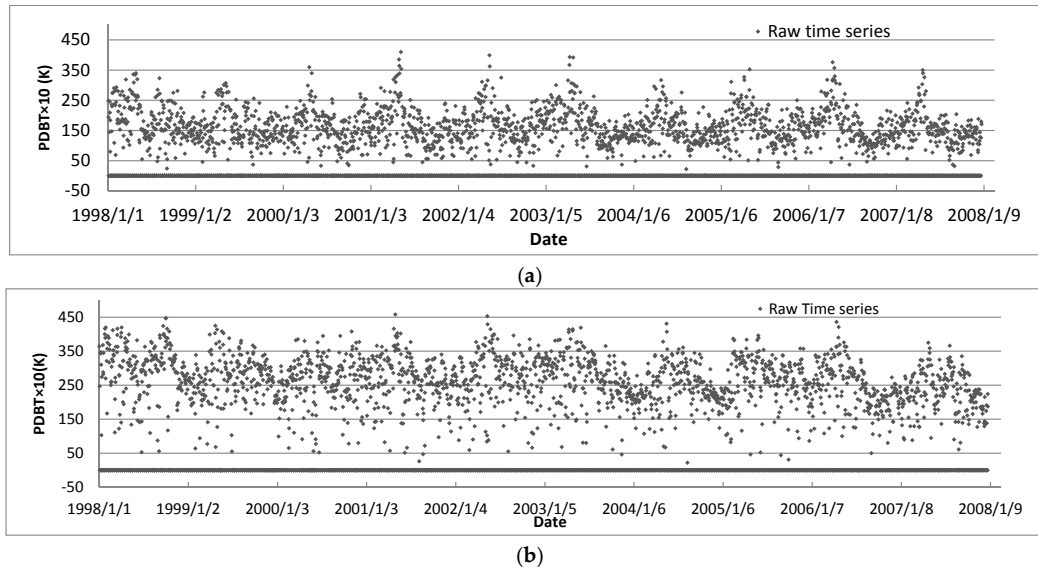 450
Raw time series
350
250
150
50
-50
PDBT×10 (K)
1998/1/1 1999/1/2 2000/1/3 2001/1/3 2002/1/4 2003/1/5 2004/1/6 2005/1/6 2006/1/7 2007/1/8 2008/1/9
Date
(a)
450
Raw Time series
350
250
150
50
-50
PDBT×10(K)
1998/1/1 1999/1/2 2000/1/3 2001/1/3 2002/1/4 2003/1/5 2004/1/6 2005/1/6 2006/1/7 2007/1/8 2008/1/9
Date
(b)